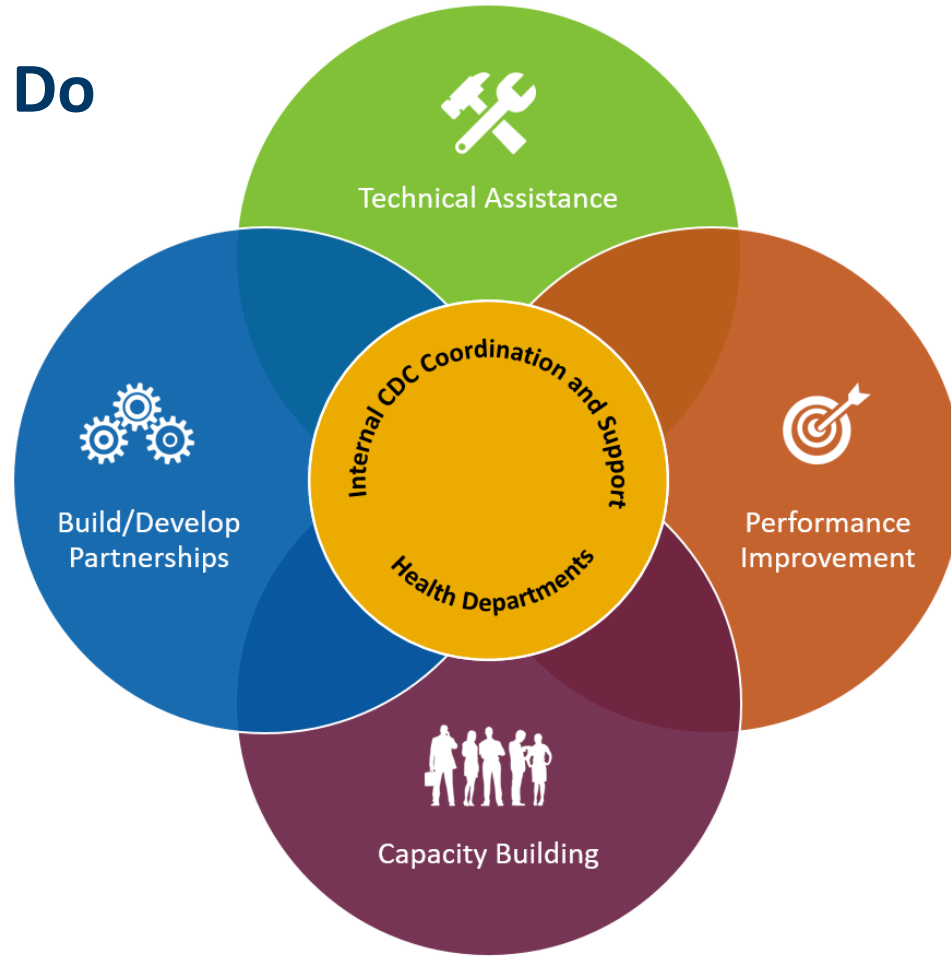 Do
Technical Assistance
Build/Develop
Partnerships
Internal CDC Coordination and Support
Health Departments
Performance
Improvement
Capacity Building